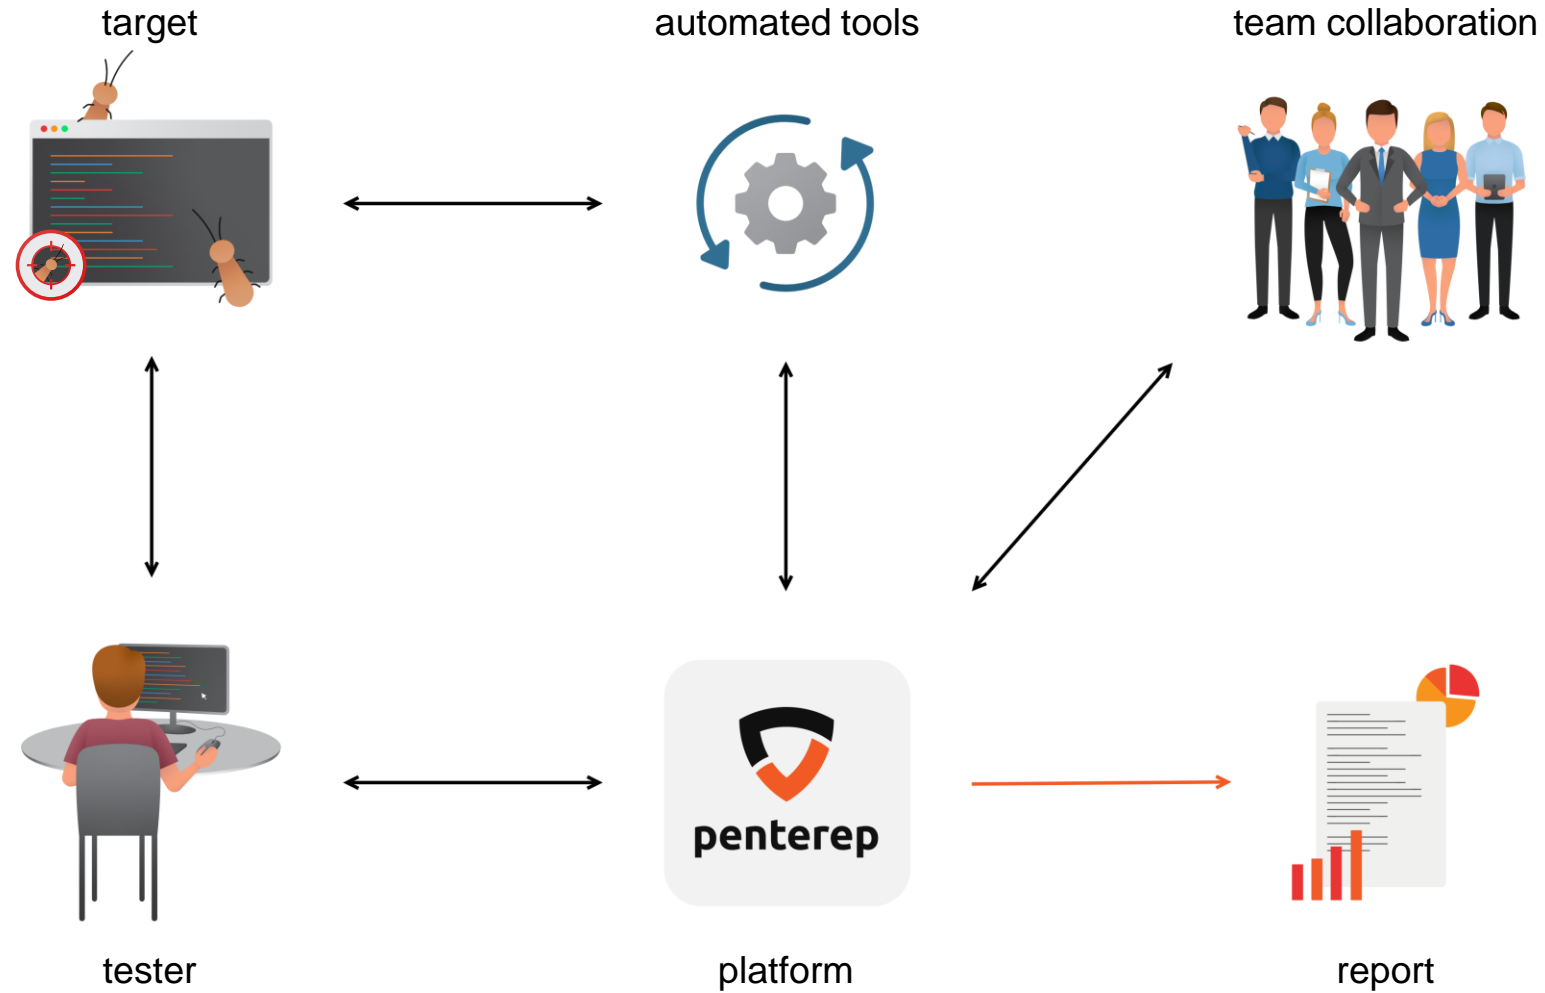 target
automated tools
team collaboration
penterep
tester
platform
report